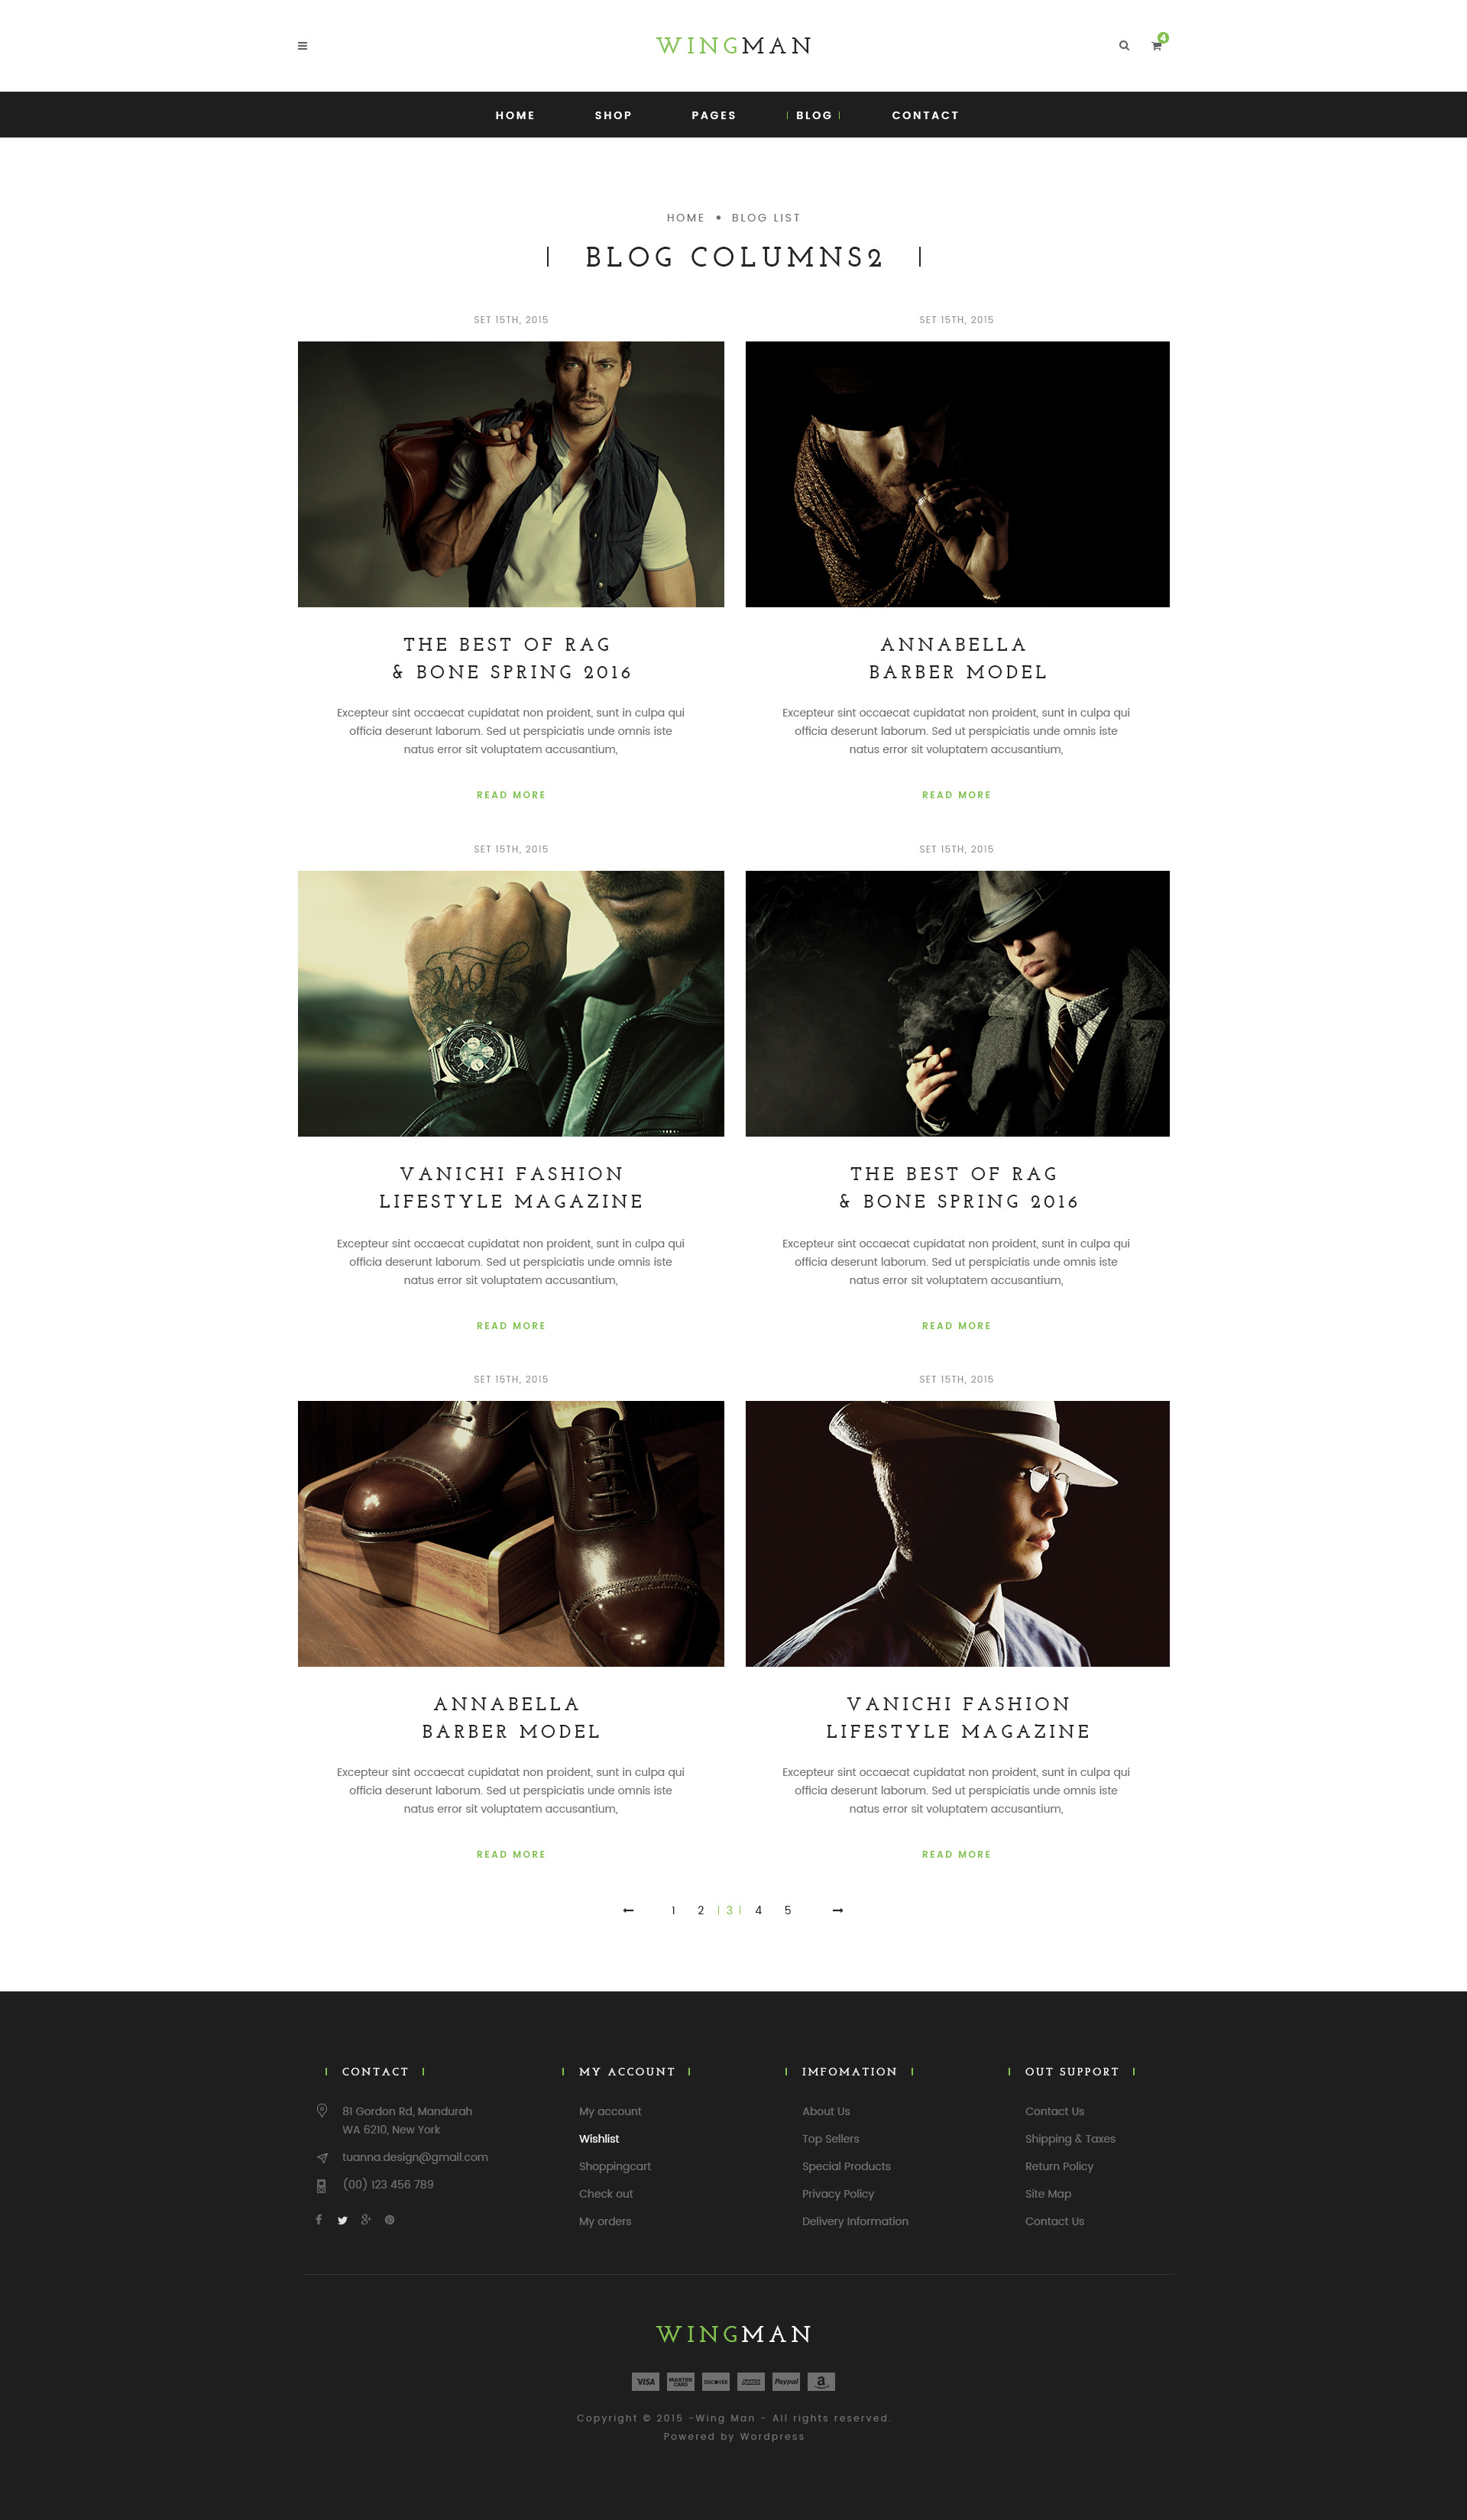 WINGMAN
4
HOME SHOP PAGES BLOG CONTACT
HOME • BLOG LIST
BLOG COLUMNS2
SET 15TH, 2015
THE BEST OF RAG
& BONE SPRING 2016
Excepteur sint occaecat cupidatat non proident, sunt in culpa qui
officia deserunt laborum. Sed ut perspiciatis unde omnis iste
natus error sit voluptatem accusantium,
READ MORE
SET 15TH, 2015
ANNABELLA
BARBER MODEL
Excepteur sint occaecat cupidatat non proident, sunt in culpa qui
officia deserunt laborum. Sed ut perspiciatis unde omnis iste
natus error sit voluptatem accusantium,
READ MORE
SET 15TH, 2015
VANICHI FASHION
LIFESTYLE MAGAZINE
Excepteur sint occaecat cupidatat non proident, sunt in culpa qui
officia deserunt laborum. Sed ut perspiciatis unde omnis iste
natus error sit voluptatem accusantium,
READ MORE
SET 15TH, 2015
THE BEST OF RAG
& BONE SPRING 2016
Excepteur sint occaecat cupidatat non proident, sunt in culpa qui
officia deserunt laborum. Sed ut perspiciatis unde omnis iste
natus error sit voluptatem accusantium,
READ MORE
SET 15TH, 2015
ANNABELLA
BARBER MODEL
Excepteur sint occaecat cupidatat non proident, sunt in culpa qui
officia deserunt laborum. Sed ut perspiciatis unde omnis iste
natus error sit voluptatem accusantium,
READ MORE
SET 15TH, 2015
VANICHI FASHION
LIFESTYLE MAGAZINE
Excepteur sint occaecat cupidatat non proident, sunt in culpa qui
officia deserunt laborum. Sed ut perspiciatis unde omnis iste
natus error sit voluptatem accusantium,
READ MORE
1 2 3 4 5
CONTACT
81 Gordon Rd, Mandurah
WA 6210, New York
tuanna.design@gmail.com
(00) 123 456 789
MY ACCOUNT
My account
Wishlist
Shoppingcart
Check out
My orders
IMFOMATION
About Us
Top Sellers
Special Products
Privacy Policy
Delivery Information
OUT SUPPORT
Contact Us
Shipping & Taxes
Return Policy
Site Map
Contact Us
WINGMAN
VISA MASTER CARD DISCOVER AMEX Paypal a
Copyright © 2015 -Wing Man - All rights reserved.
Powered by Wordpress